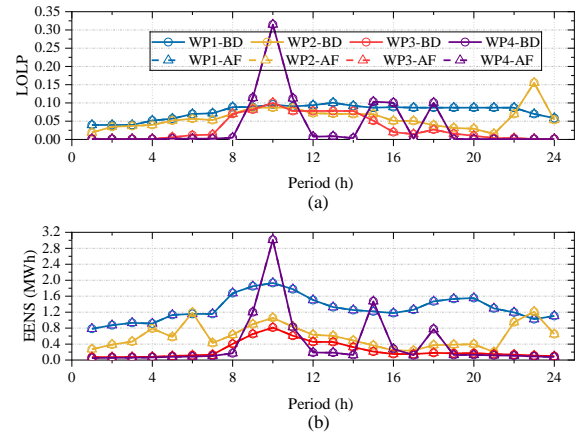 0.35
0.30
0.25
0.20
0.15
0.10
0.05
0.00
LOLP
WP1-BD WP2-BD WP3-BD WP4-BD
WP1-AF WP2-AF WP3-AF WP4-AF
0 4 8 12 16 20 24
Period (h)
(a)
3.2
2.8
2.4
2.0
1.6
1.2
0.8
0.4
0.0
EENS (MWh)
0 4 8 12 16 20 24
Period (h)
(b)